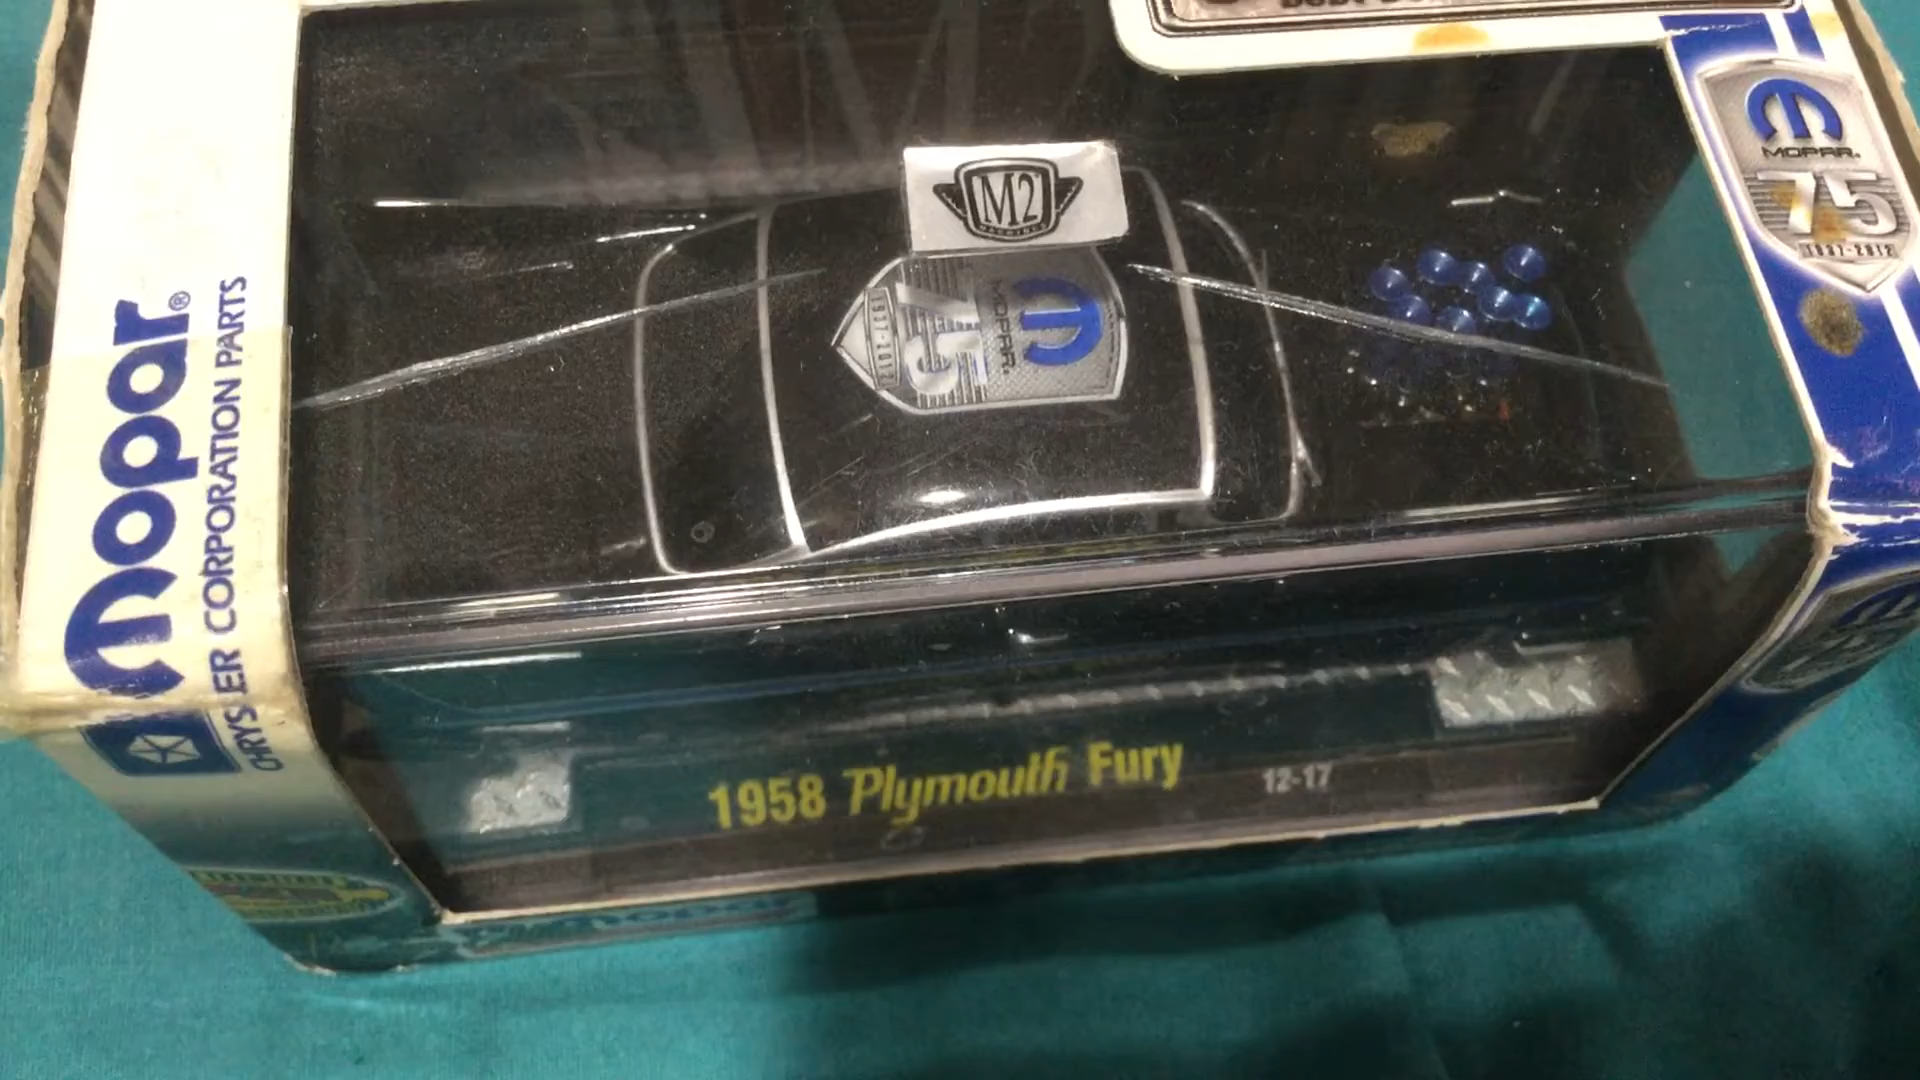 mopar®
CHRYSLER CORPORATION PARTS
M2
MACHINES
MOPAR®
75
1937-2012
MOPAR®
75
1937-2012
1958 Plymouth Fury
12-17